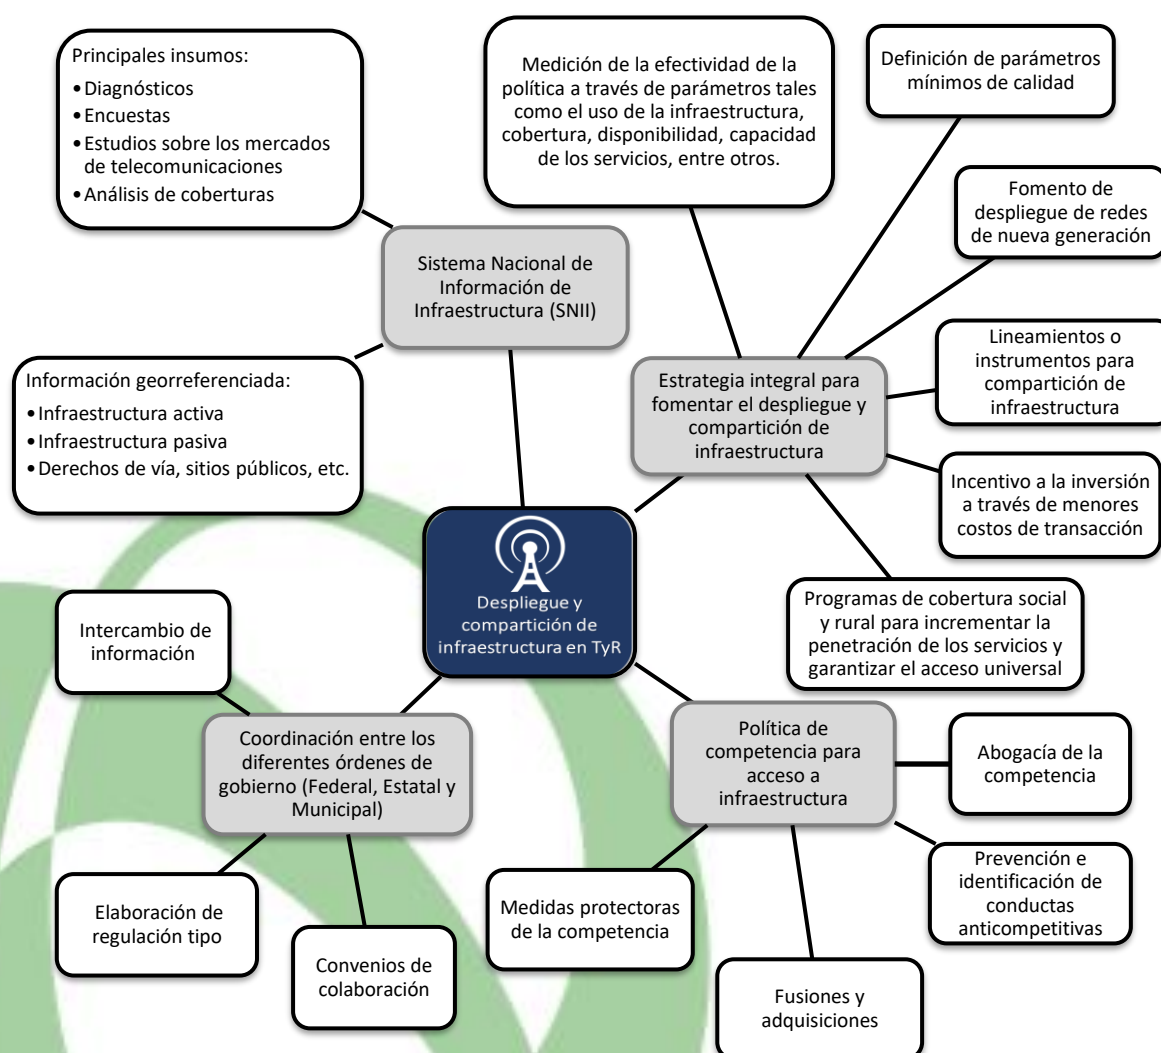 Principales insumos:
•Diagnósticos
•Encuestas
•Estudios sobre los mercados
de telecomunicaciones
•Análisis de coberturas
Medición de la efectividad de la
política a través de parámetros tales
como el uso de la infraestructura,
cobertura, disponibilidad, capacidad
de los servicios, entre otros.
Definición de parámetros
mínimos de calidad
Fomento de
despliegue de redes
de nueva generación
Sistema Nacional de
Información de
Infraestructura (SNII)
Información georreferenciada:
•Infraestructura activa
•Infraestructura pasiva
•Derechos de vía, sitios públicos, etc.
Estrategia integral para
fomentar el despliegue y
compartición de
infraestructura
Lineamientos o
instrumentos para
compartición de
infraestructura
Incentivo a la inversión
a través de menores
costos de transacción
Despliegue y
compartición de
infraestructura en TyR
Programas de cobertura social
y rural para incrementar la
penetración de los servicios y
garantizar el acceso universal
Intercambio de
información
Coordinación entre los
diferentes órdenes de
gobierno (Federal, Estatal y
Municipal)
Política de
competencia para
acceso a
infraestructura
Abogacía de la
competencia
Prevención e
identificación de
conductas
anticompetitivas
Elaboración de
regulación tipo
Convenios de
colaboración
Medidas protectoras
de la competencia
Fusiones y
adquisiciones